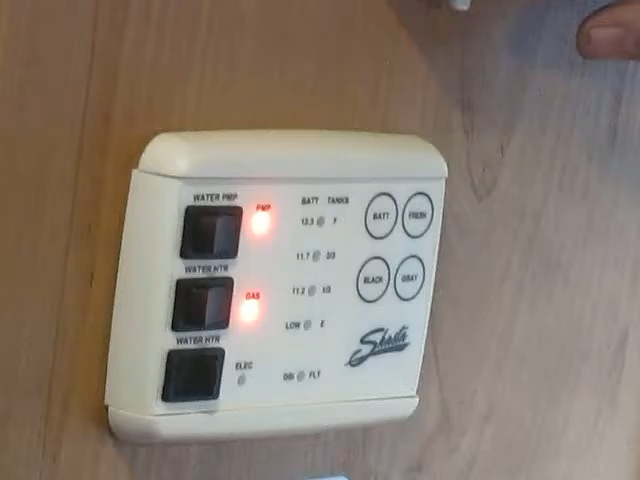 WATER PMP
PMP
BATT TANKS
12.3 F
BATT
FRESH
11.7 2/3
WATER HTR
GAS
11.2 1/3
BLACK
GRAY
LOW E
Shasta
WATER HTR
ELEC
FLT